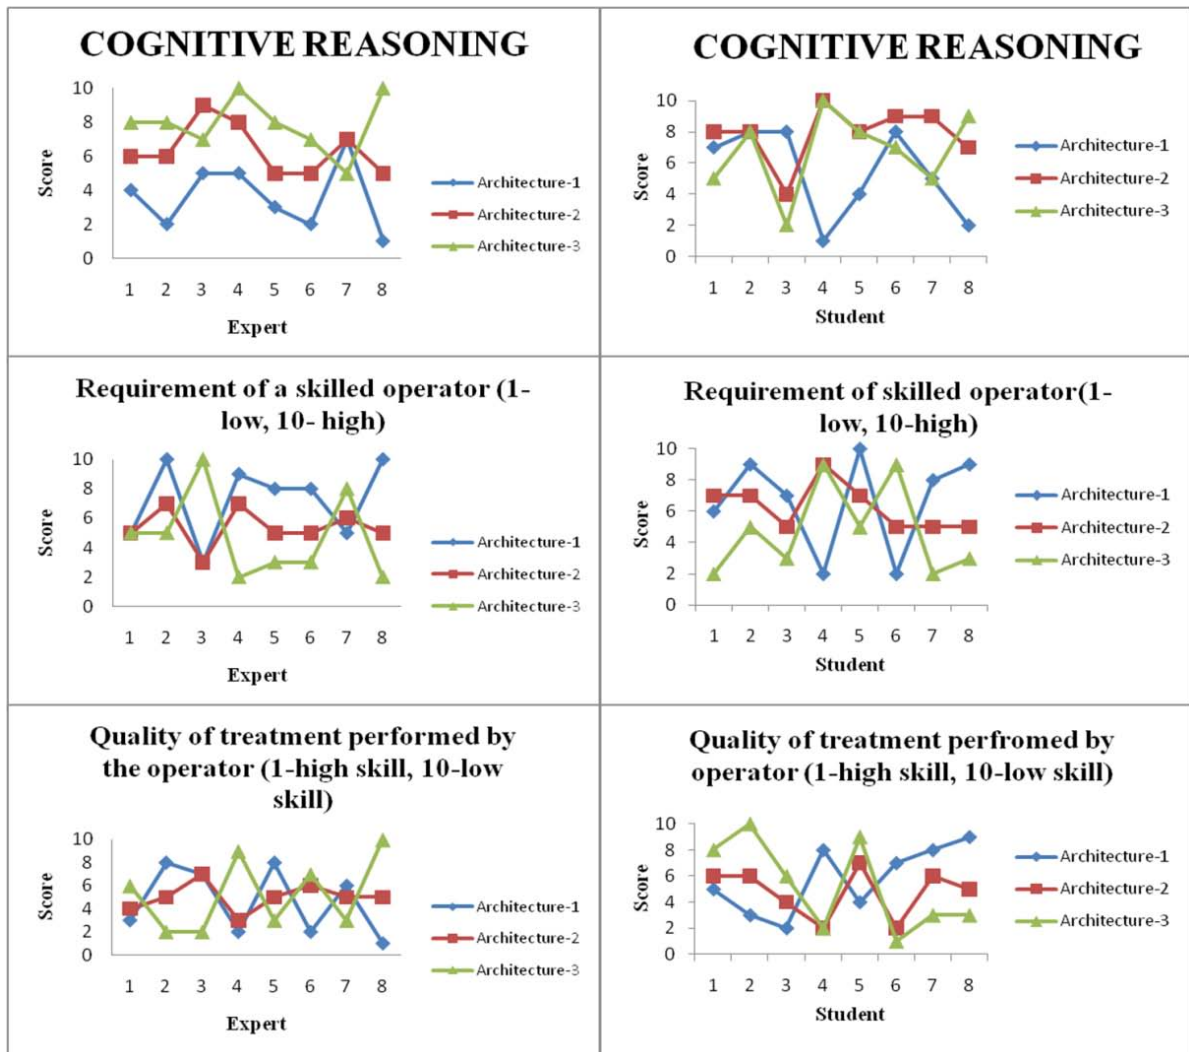 COGNITIVE REASONING
10
8
6
4
2
0
Score
1 2 3 4 5 6 7 8
Expert
Architecture-1
Architecture-2
Architecture-3
COGNITIVE REASONING
10
8
6
4
2
0
Score
1 2 3 4 5 6 7 8
Student
Architecture-1
Architecture-2
Architecture-3
Requirement of a skilled operator (1-
low, 10- high)
10
8
6
4
2
0
Score
1 2 3 4 5 6 7 8
Expert
Architecture-1
Architecture-2
Architecture-3
Requirement of skilled operator(1-
low, 10-high)
10
8
6
4
2
0
Score
1 2 3 4 5 6 7 8
Student
Architecture-1
Architecture-2
Architecture-3
Quality of treatment performed by
the operator (1-high skill, 10-low
skill)
10
8
6
4
2
0
Score
1 2 3 4 5 6 7 8
Expert
Architecture-1
Architecture-2
Architecture-3
Quality of treatment perfromed by
operator (1-high skill, 10-low skill)
10
8
6
4
2
0
Score
1 2 3 4 5 6 7 8
Student
Architecture-1
Architecture-2
Architecture-3